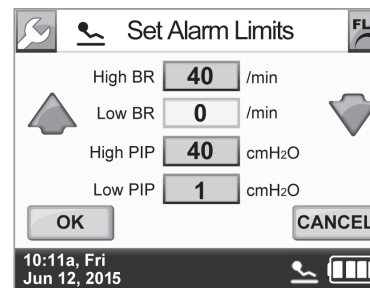 Set Alarm Limits
FL
High BR 40 /min
Low BR 0 /min
High PIP 40 cmH2O
Low PIP 1 cmH2O
OK CANCEL
10:11a, Fri
Jun 12, 2015